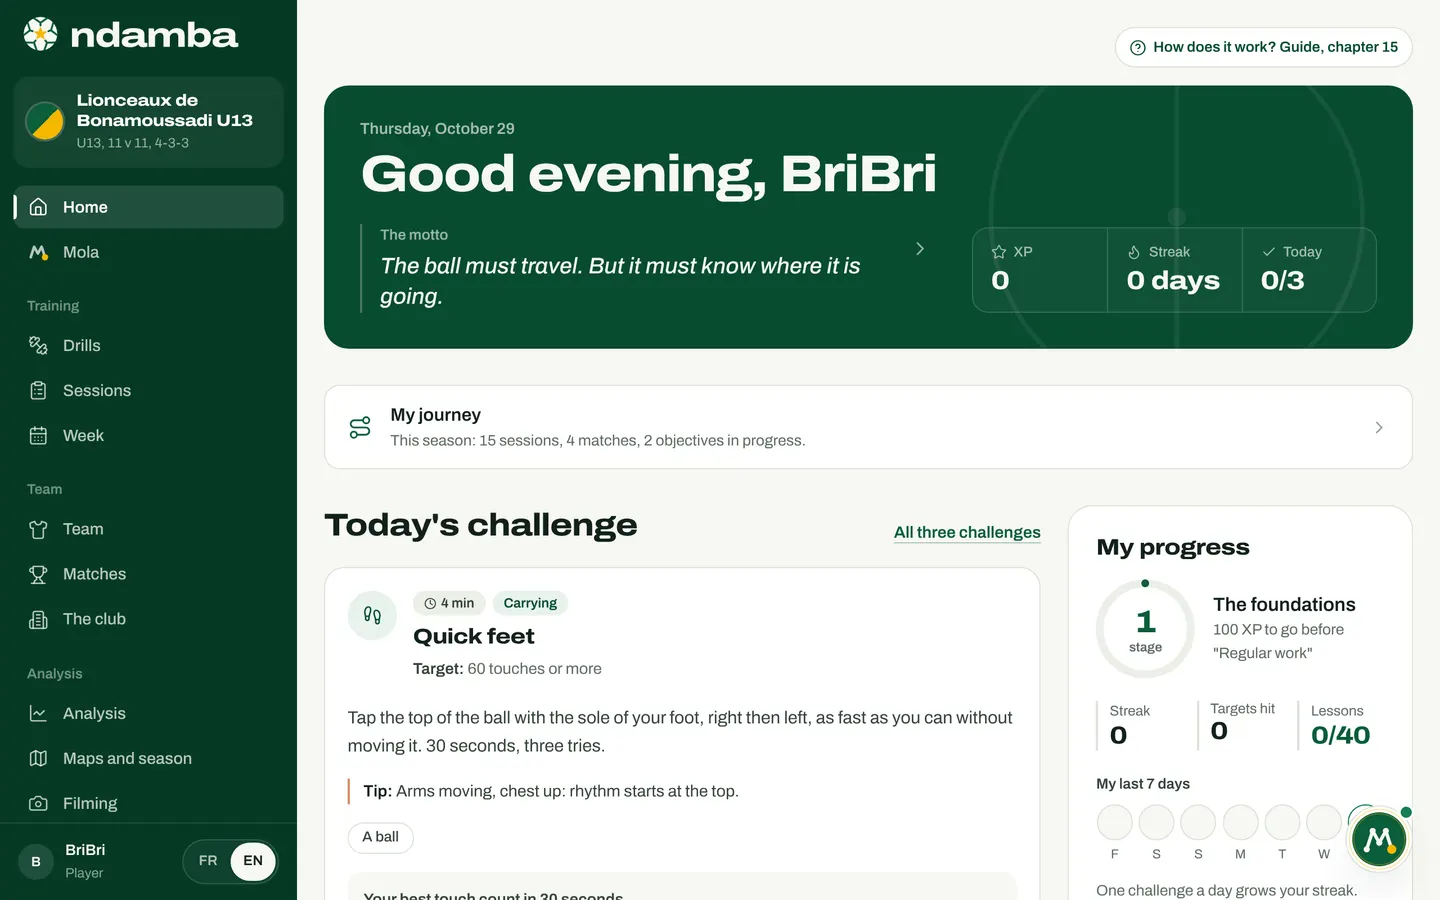 ndamba
Lionceaux de
Bonamoussadi U13
U13, 11 v 11, 4-3-3
Home
Mola
Training
Drills
Sessions
Week
Team
Team
Matches
The club
Analysis
Analysis
Maps and season
Filming
B
BriBri
Player
FR
EN
How does it work? Guide, chapter 15
Thursday, October 29
Good evening, BriBri
The motto
The ball must travel. But it must know where it is
going.
XP
0
Streak
0 days
Today
0/3
My journey
This season: 15 sessions, 4 matches, 2 objectives in progress.
Today's challenge
All three challenges
4 min
Carrying
Quick feet
Target: 60 touches or more
Tap the top of the ball with the sole of your foot, right then left, as fast as you can without
moving it. 30 seconds, three tries.
Tip: Arms moving, chest up: rhythm starts at the top.
A ball
Your best touch count in 30 seconds
My progress
1
stage
The foundations
100 XP to go before
"Regular work"
Streak
0
Targets hit
0
Lessons
0/40
My last 7 days
F S S M T W
One challenge a day grows your streak.